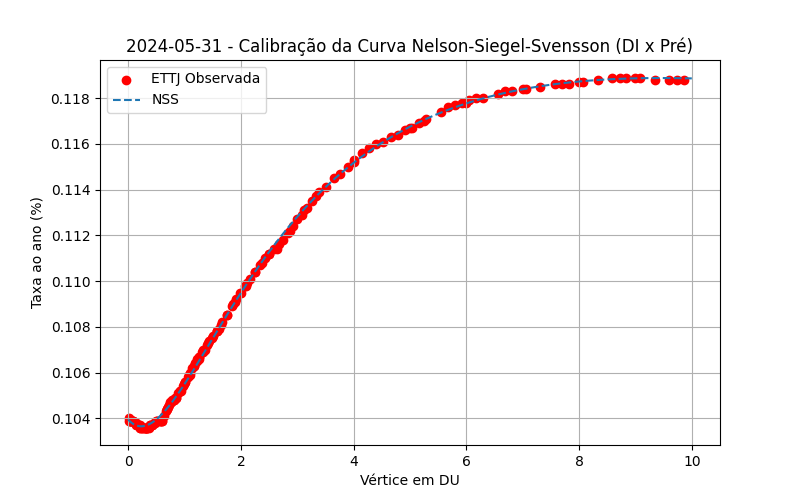 2024-05-31 - Calibração da Curva Nelson-Siegel-Svensson (DI x Pré)
ETTJ Observada
NSS
Taxa ao ano (%)
0.118
0.116
0.114
0.112
0.110
0.108
0.106
0.104
0 2 4 6 8 10
Vértice em DU